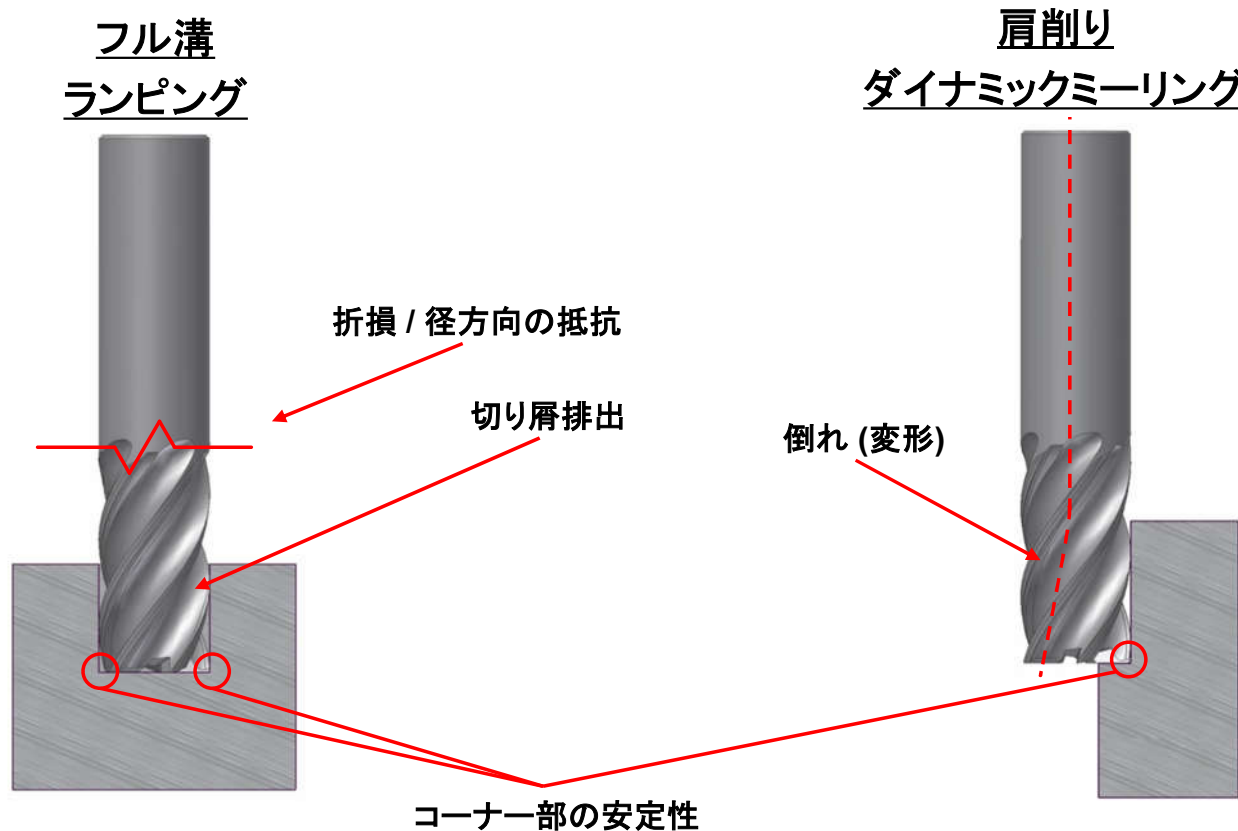 フル溝
ランピング
肩削り
ダイナミックミーリング
折損 / 径方向の抵抗
切り屑排出
倒れ (変形)
コーナー部の安定性